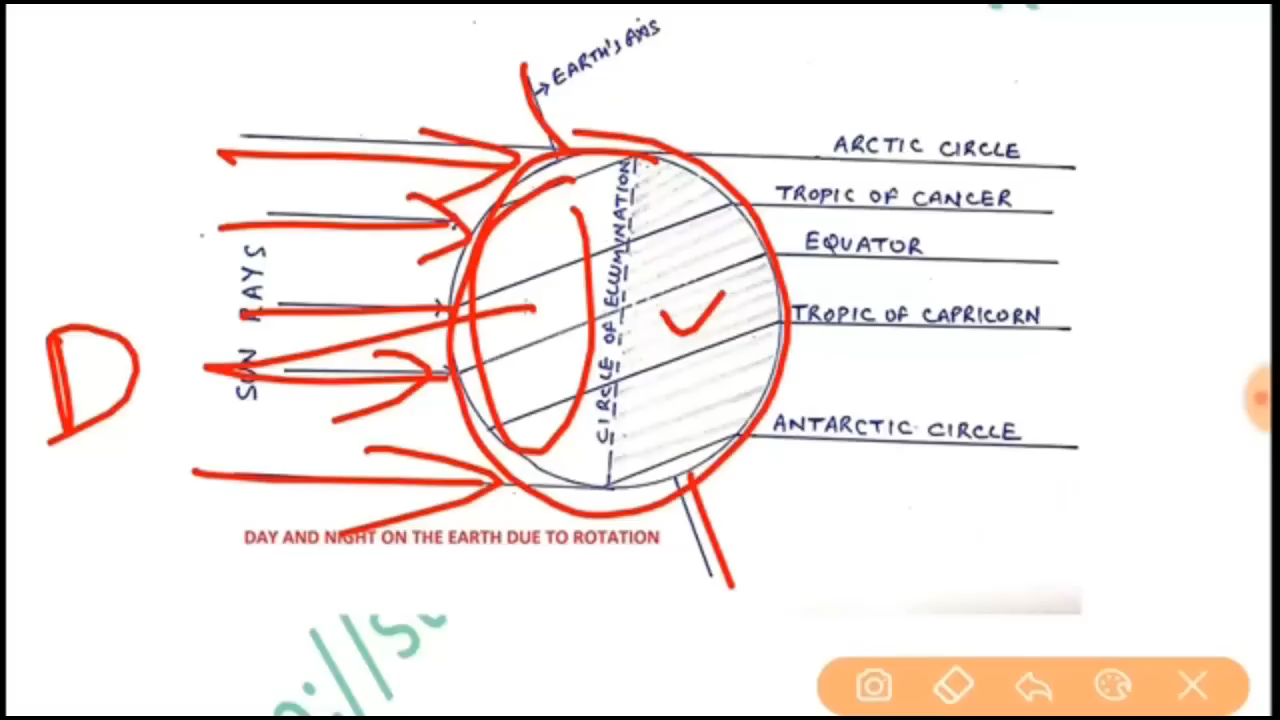 EARTH'S AXIS
ARCTIC CIRCLE
TROPIC OF CANCER
EQUATOR
TROPIC OF CAPRICORN
ANTARCTIC CIRCLE
SUN RAYS
CIRCLE OF ILLUMINATION
D
DAY AND NIGHT ON THE EARTH DUE TO ROTATION